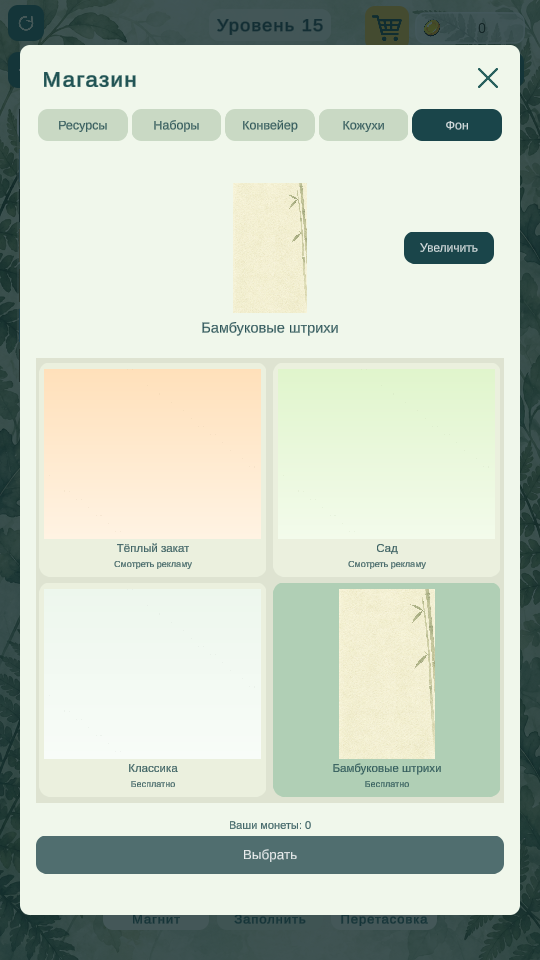 Уровень 15
0
Магазин
Ресурсы
Наборы
Конвейер
Кожухи
Фон
Увеличить
Бамбуковые штрихи
Тёплый закат
Смотреть рекламу
Сад
Смотреть рекламу
Классика
Бесплатно
Бамбуковые штрихи
Бесплатно
Ваши монеты: 0
Выбрать
Магнит
Заполнить
Перетасовка